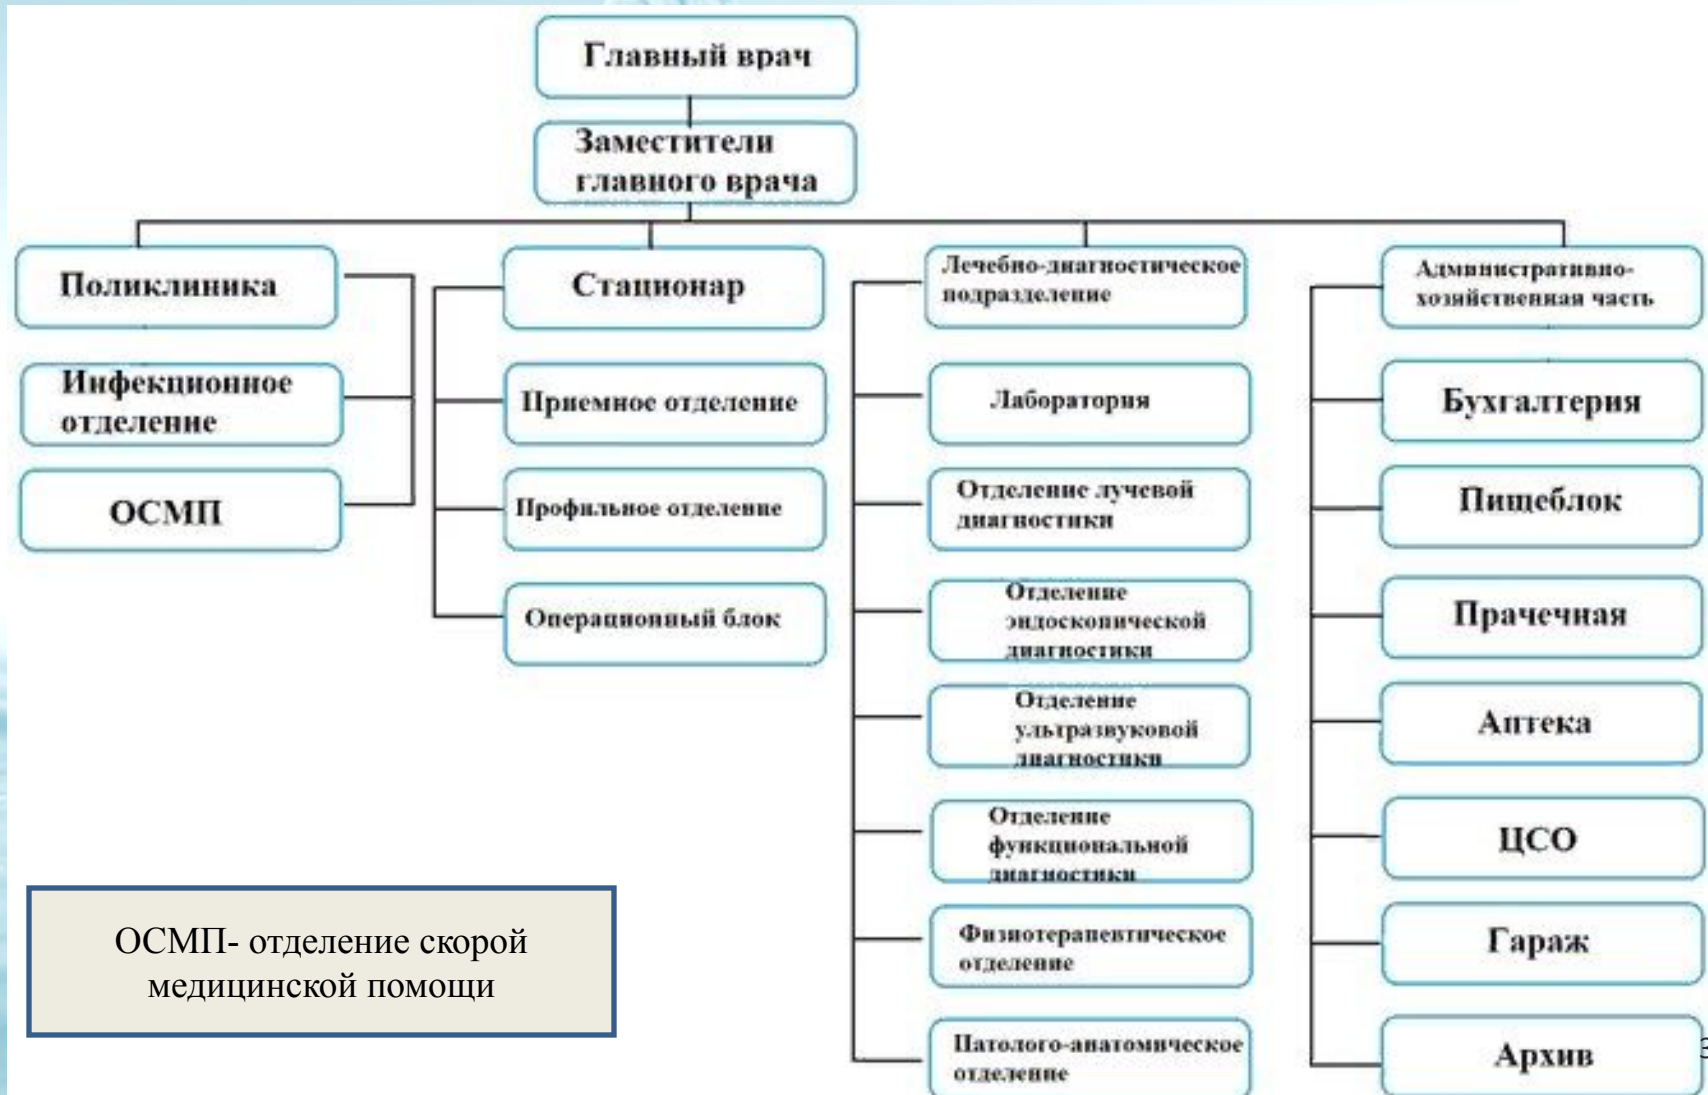 Главный врач
Заместители
главного врача
Поликлиника
Инфекционное
отделение
ОСМП
Стационар
Приемное отделение
Профильное отделение
Операционный блок
Лечебно-диагностическое
подразделение
Лаборатория
Отделение лучевой
диагностики
Отделение
эндоскопической
диагностики
Отделение
ультразвуковой
диагностики
Отделение
функциональной
диагностики
Физиотерапевтическое
отделение
Патолого-анатомическое
отделение
Административно-
хозяйственная часть
Бухгалтерия
Пищеблок
Прачечная
Аптека
ЦСО
Гараж
Архив
3
ОСМП- отделение скорой
медицинской помощи